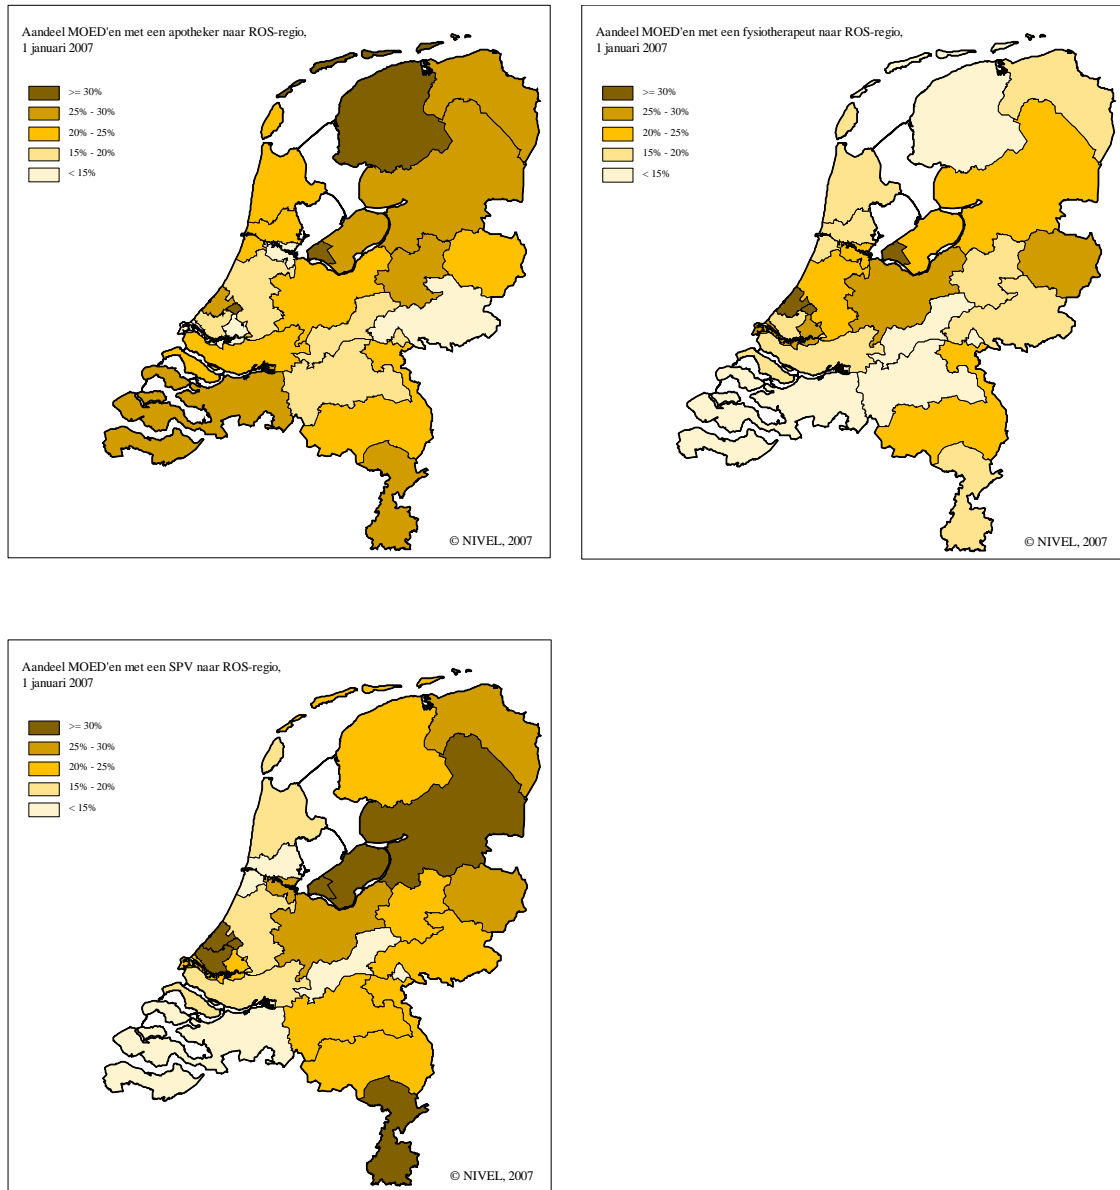 Aandeel MOED'en met een apotheker naar ROS-regio,
1 januari 2007
>= 30%
25% - 30%
20% - 25%
15% - 20%
< 15%
© NIVEL, 2007
Aandeel MOED'en met een fysiotherapeut naar ROS-regio,
1 januari 2007
>= 30%
25% - 30%
20% - 25%
15% - 20%
< 15%
© NIVEL, 2007
Aandeel MOED'en met een SPV naar ROS-regio,
1 januari 2007
>= 30%
25% - 30%
20% - 25%
15% - 20%
< 15%
© NIVEL, 2007